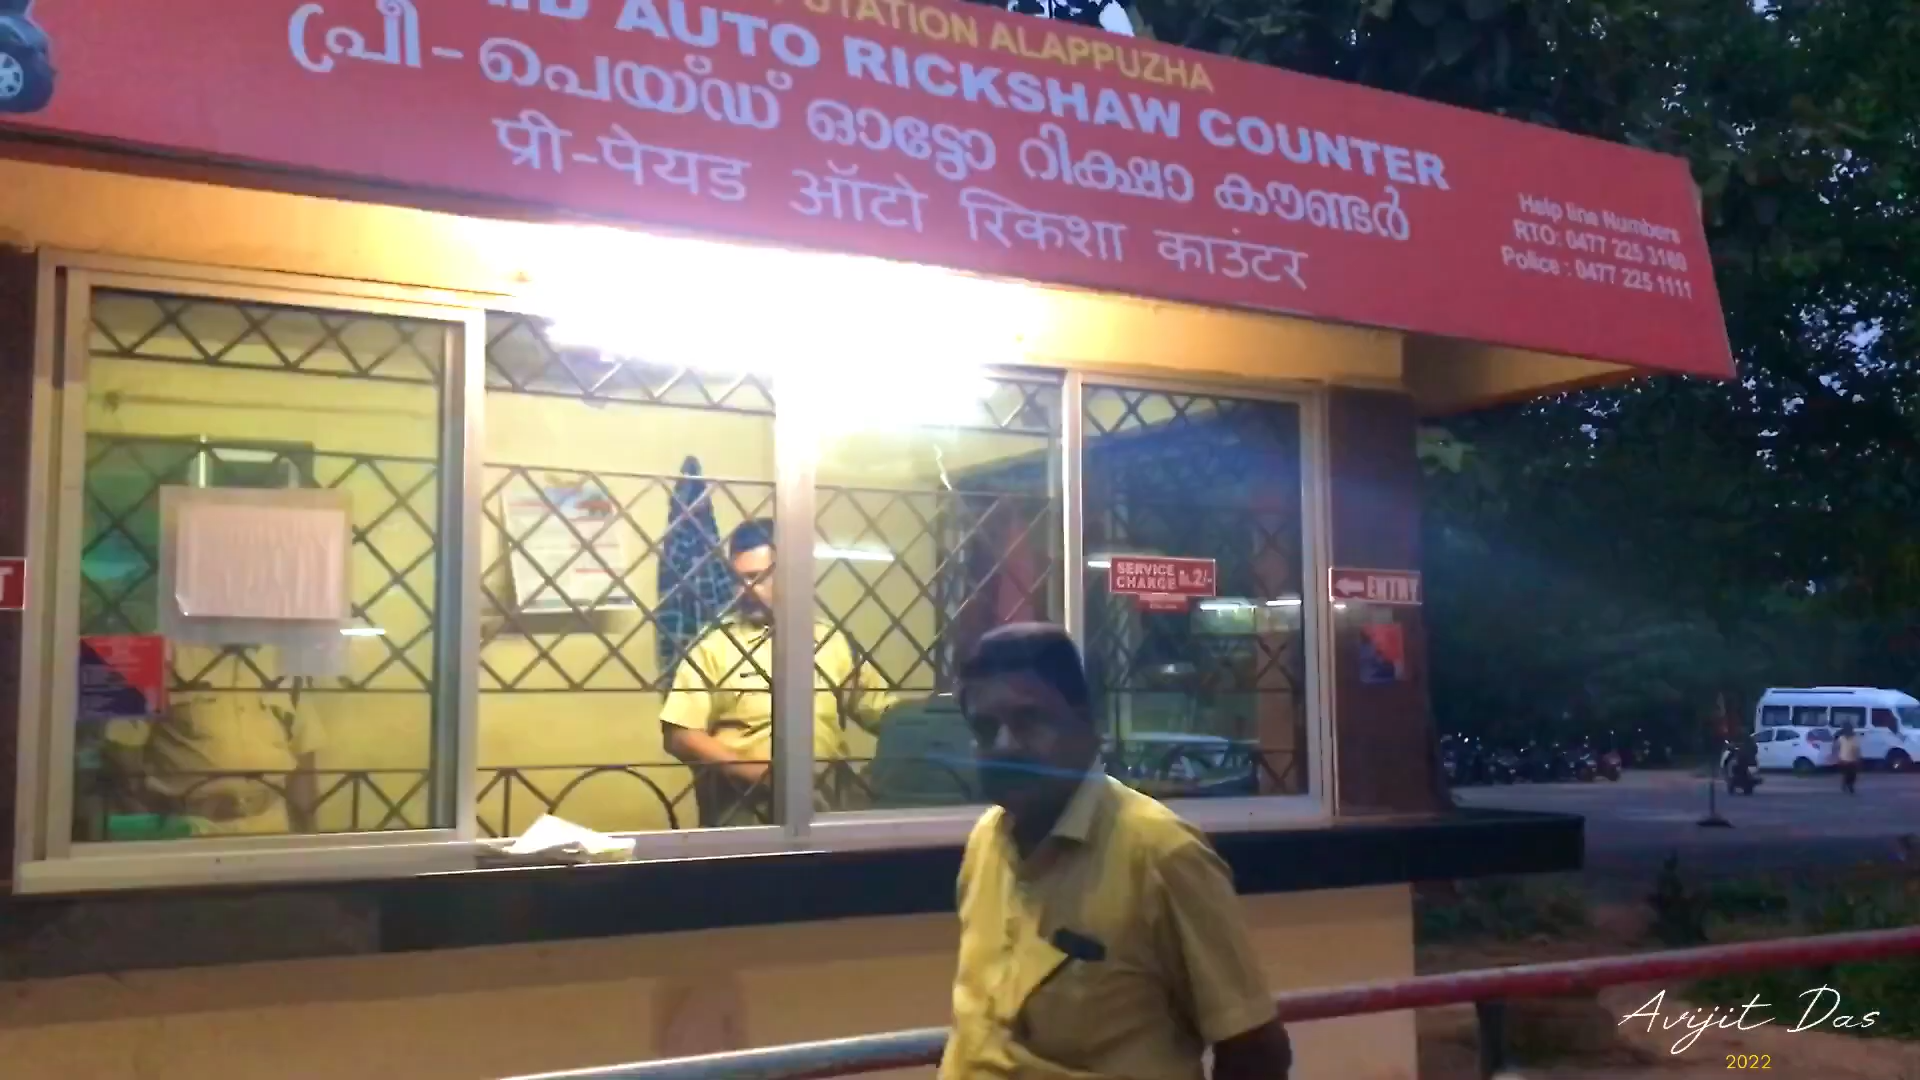 STATION ALAPPUZHA
AUTO RICKSHAW COUNTER
പ്രീ-പെയ്ഡ് ഓട്ടോ റിക്ഷാ കൗണ്ടർ
प्री-पेयड ऑटो रिकशा काउंटर
Help line Numbers
RTO: 0477 225 3160
Police : 0477 225 1111
SERVICE
CHARGE Rs.2/-
ENTRY
Avijit Das
2022